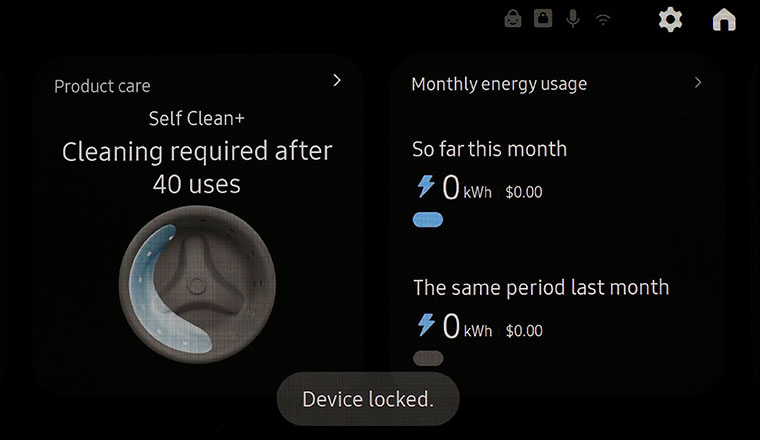 Product care
Self Clean+
Cleaning required after
40 uses
Monthly energy usage
So far this month
0 kWh $0.00
The same period last month
0 kWh $0.00
Device locked.